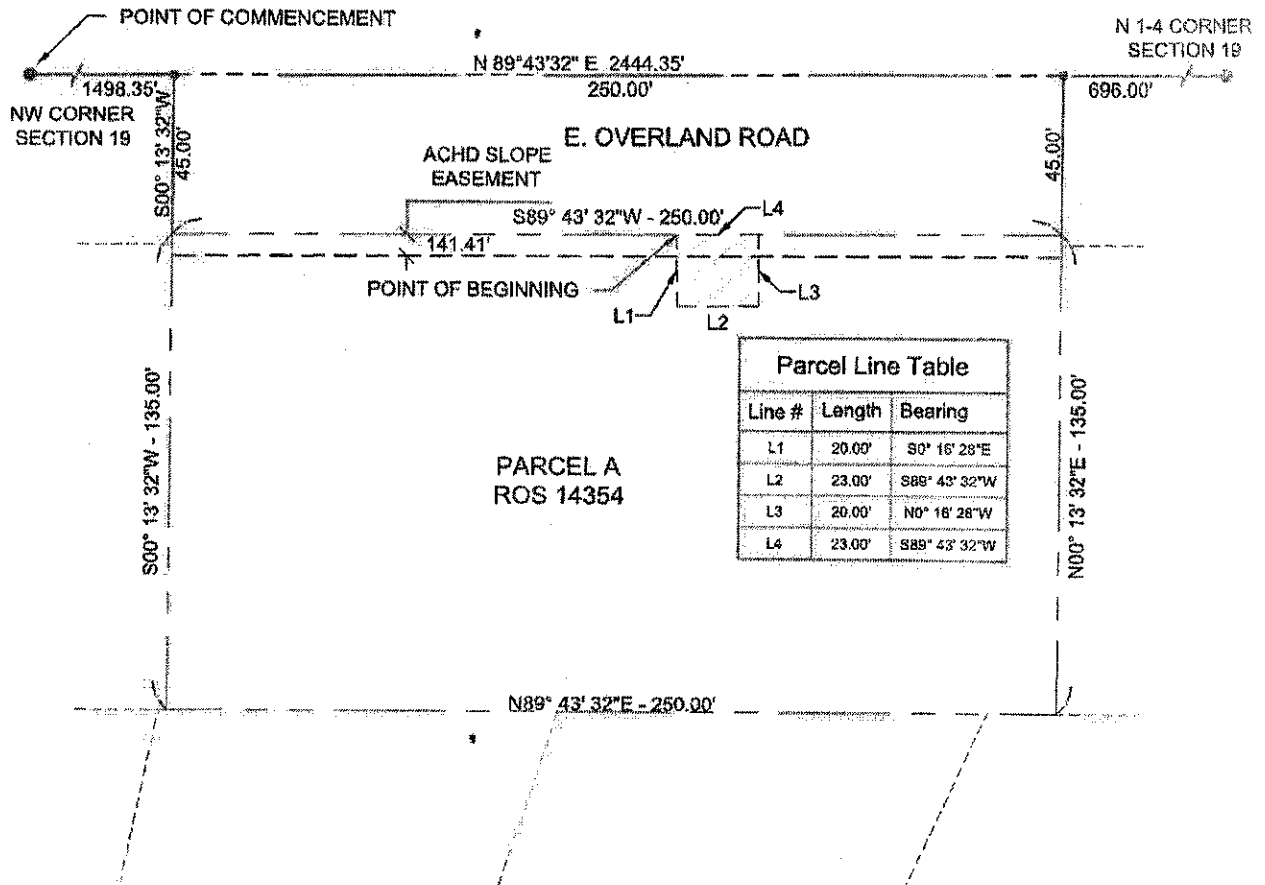 POINT OF COMMENCEMENT
N 1-4 CORNER
SECTION 19
N 89°43'32" E 2444.35'
1498.35'
250.00'
696.00'
NW CORNER
SECTION 19
S00° 13' 32"W
45.00'
E. OVERLAND ROAD
45.00'
ACHD SLOPE
EASEMENT
S89° 43' 32"W - 250.00'
L4
141.41'
POINT OF BEGINNING
L3
L1
L2
Parcel Line Table
Line # Length Bearing
L1 20.00' S0° 16' 28"E
L2 23.00' S89° 43' 32"W
L3 20.00' N0° 16' 28"W
L4 23.00' S89° 43' 32"W
S00° 13' 32"W - 135.00'
PARCEL A
ROS 14354
N00° 13' 32"E - 135.00'
N89° 43' 32"E - 250.00'